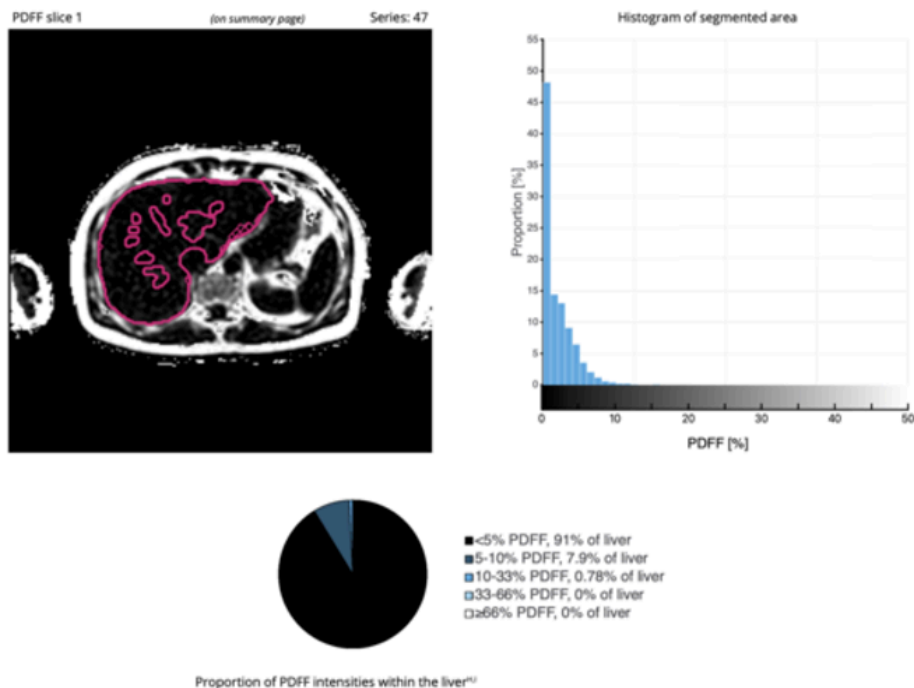 PDFF slice 1
(on summary page)
Series: 47
Histogram of segmented area
Proportion [%]
55
50
45
40
35
30
25
20
15
10
5
0
0
10
20
30
40
50
PDFF [%]
<5% PDFF, 91% of liver
5-10% PDFF, 7.9% of liver
10-33% PDFF, 0.78% of liver
33-66% PDFF, 0% of liver
≥66% PDFF, 0% of liver
Proportion of PDFF intensities within the liver